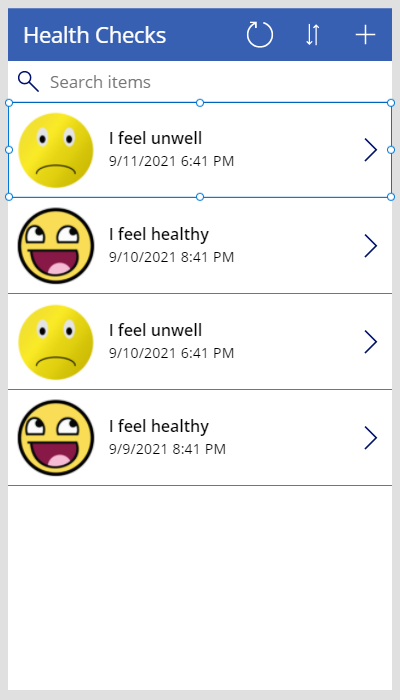 Health Checks
Search items
I feel unwell
9/11/2021 6:41 PM
I feel healthy
9/10/2021 8:41 PM
I feel unwell
9/10/2021 6:41 PM
I feel healthy
9/9/2021 8:41 PM